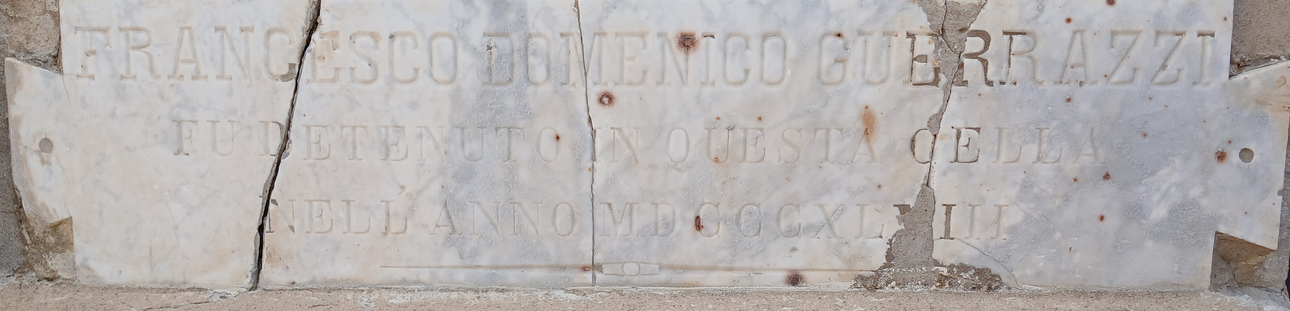 FRANCESCO DOMENICO GUERRAZZI
FU DETENUTO IN QUESTA CELLA
NELL'ANNO MDCCCXLVIII